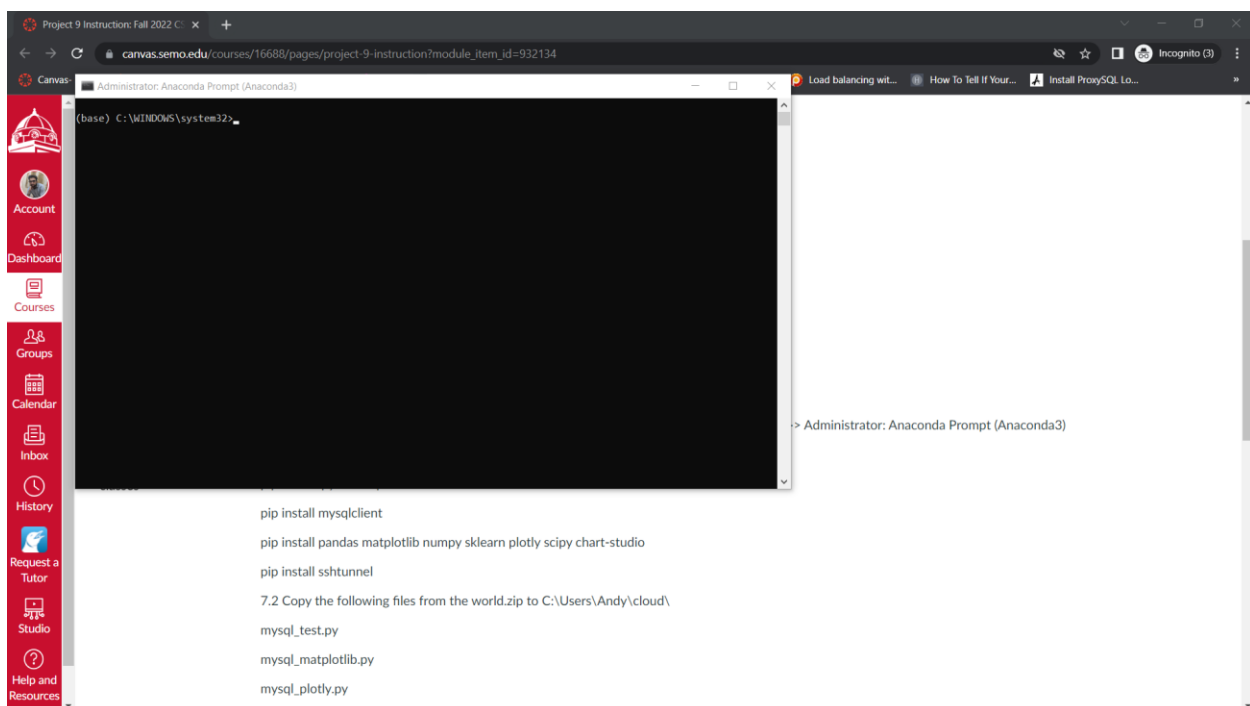 Project 9 Instruction: Fall 2022 C
canvas.semo.edu/courses/16688/pages/project-9-instruction?module_item_id=932134
Incognito (3)
Canvas-
Load balancing wit...
How To Tell If Your...
Install ProxySQL Lo...
»
Administrator: Anaconda Prompt (Anaconda3)
(base) C:\WINDOWS\system32>
Account
Dashboard
Courses
Groups
Calendar
Inbox
History
Request a
Tutor
Studio
Help and
Resources
> Administrator: Anaconda Prompt (Anaconda3)
pip install mysqlclient
pip install pandas matplotlib numpy sklearn plotly scipy chart-studio
pip install sshtunnel
7.2 Copy the following files from the world.zip to C:\Users\Andy\cloud\
mysql_test.py
mysql_matplotlib.py
mysql_plotly.py